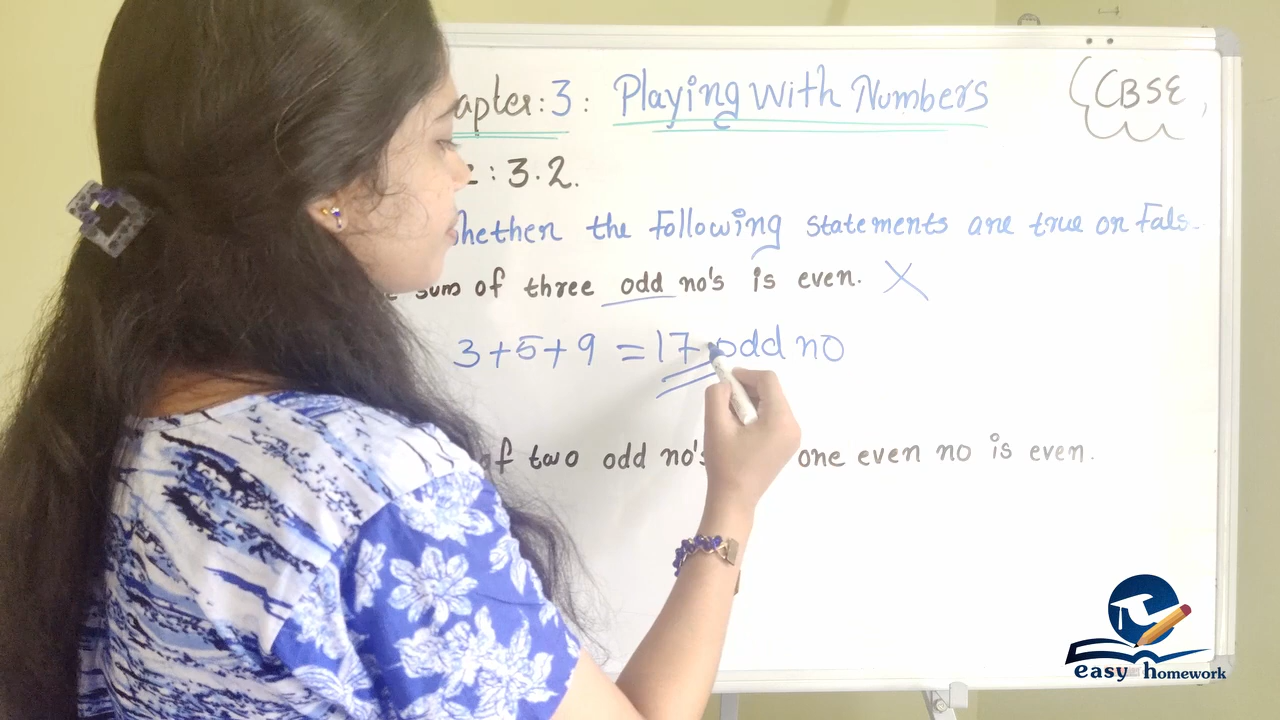 apter: 3 : Playing with Numbers
CBSE
: 3.2.
hether the following statements are true or Fals
sum of three odd no's is even. X
3+5+9 = 17 odd no
f two odd no's one even no is even.
easy homework